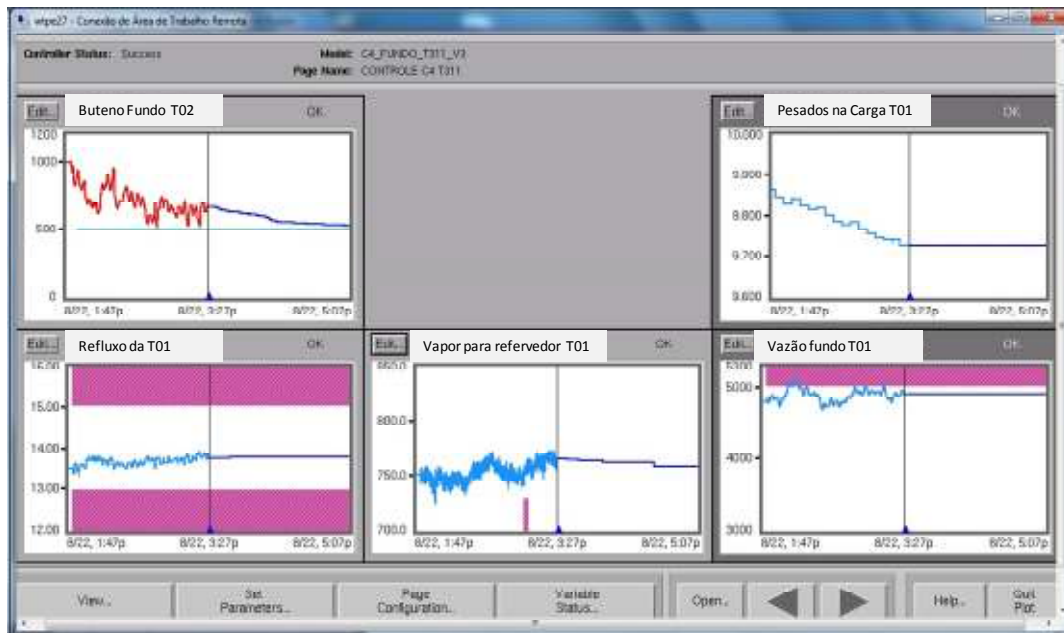 wtpe27 - Conexão de Área de Trabalho Remota
Controller Status: Success
Model: C4_FUNDO_T311_V3
Page Name: CONTROLE C4 T311
Edit... Buteno Fundo T02 OK
1200
1000
500
0
8/22, 1:47p 8/22, 3:27p 8/22, 5:07p
Edit... Pesados na Carga T01 OK
10.000
9.900
9.800
9.700
9.600
8/22, 1:47p 8/22, 3:27p 8/22, 5:07p
Edit... Refluxo da T01 OK
16.00
15.00
14.00
13.00
12.00
8/22, 1:47p 8/22, 3:27p 8/22, 5:07p
Edit... Vapor para refervedor T01 OK
850.0
800.0
750.0
700.0
8/22, 1:47p 8/22, 3:27p 8/22, 5:07p
Edit... Vazão fundo T01 OK
5300
5000
4000
3000
8/22, 1:47p 8/22, 3:27p 8/22, 5:07p
View...
Set
Parameters...
Page
Configuration...
Variable
Status...
Open...
Help...
Quit
Plot